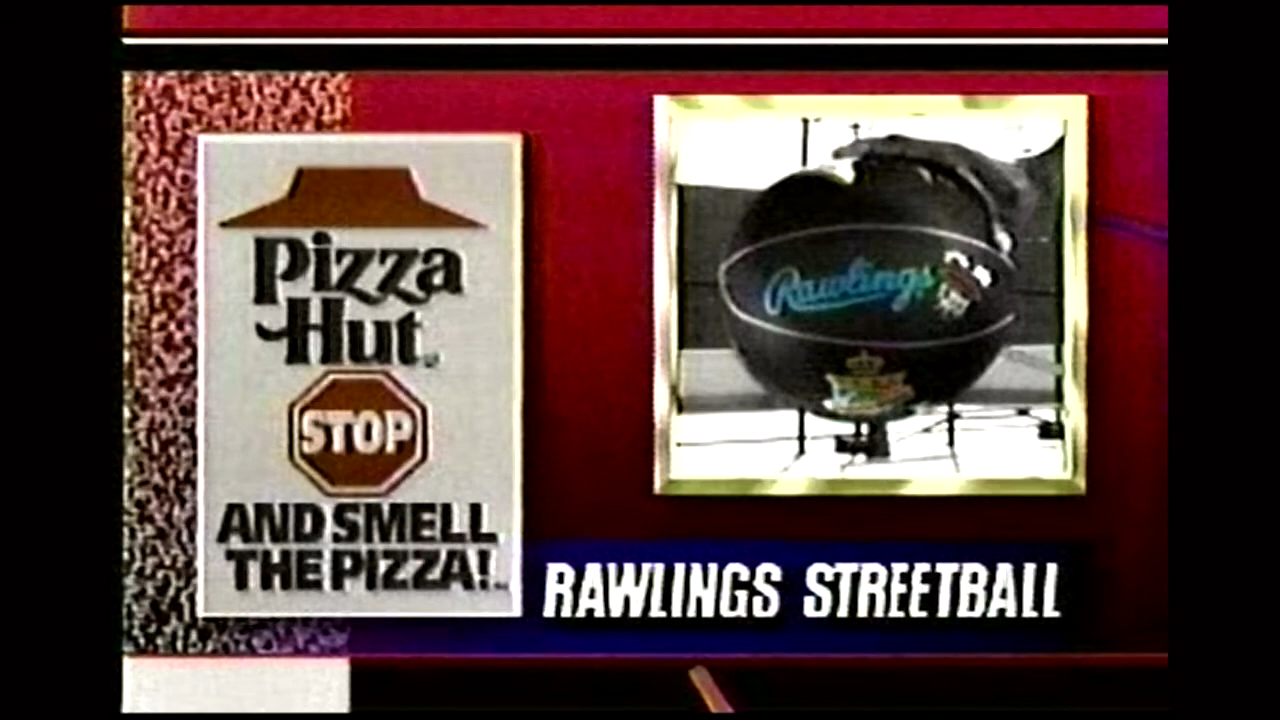 Pizza
Hut.
STOP
AND SMELL
THE PIZZA!
Rawlings
RAWLINGS STREETBALL